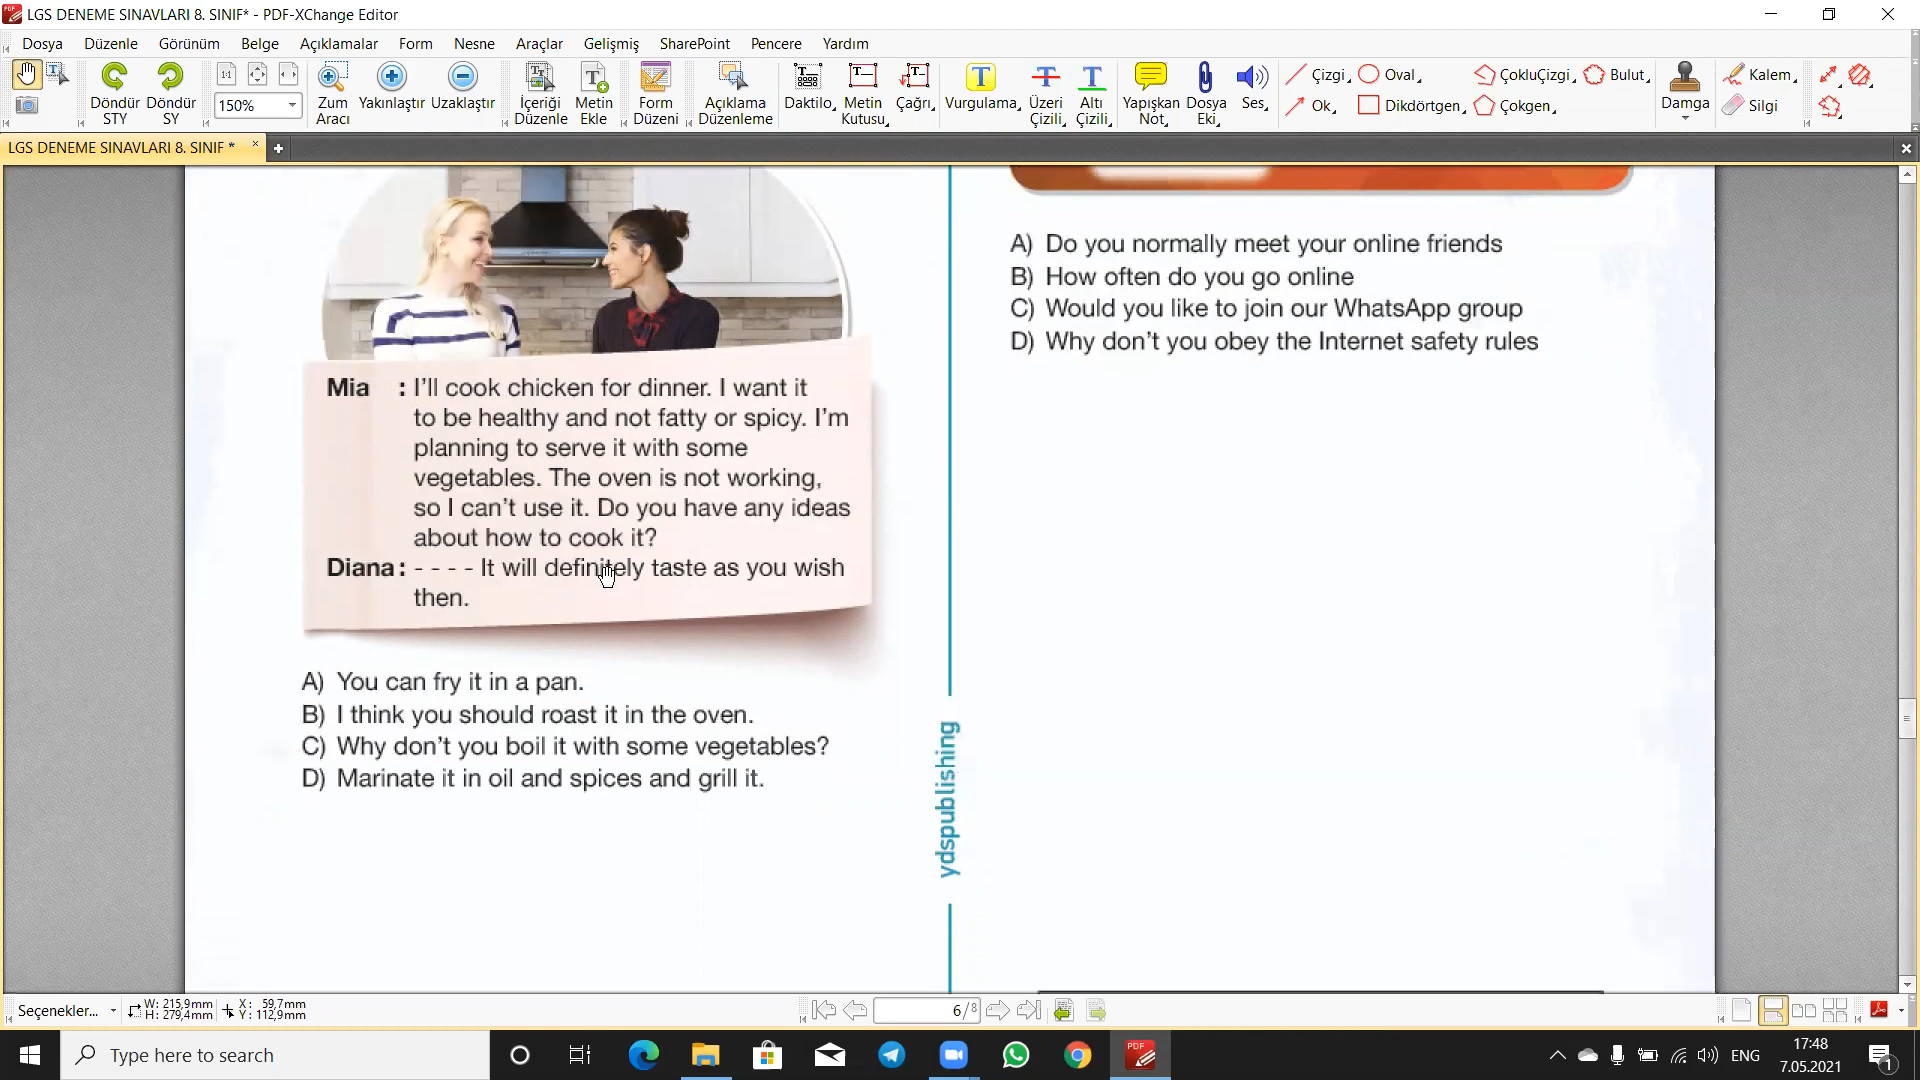 LGS DENEME SINAVLARI 8. SINIF* - PDF-XChange Editor
Dosya Düzenle Görünüm Belge Açıklamalar Form Nesne Araçlar Gelişmiş SharePoint Pencere Yardım
Döndür STY
Döndür SY
1:1
150%
Zum Aracı
Yakınlaştır
Uzaklaştır
İçeriği Düzenle
Metin Ekle
Form Düzeni
Açıklama Düzenleme
Daktilo
Metin Kutusu
Çağrı
Vurgulama
Üzeri Çizili
Altı Çizili
Yapışkan Not
Dosya Eki
Ses
Çizgi
Ok
Oval
Dikdörtgen
ÇokluÇizgi
Çokgen
Bulut
Damga
Kalem
Silgi
LGS DENEME SINAVLARI 8. SINIF *
Mia : I'll cook chicken for dinner. I want it
to be healthy and not fatty or spicy. I'm
planning to serve it with some
vegetables. The oven is not working,
so I can't use it. Do you have any ideas
about how to cook it?
Diana : - - - - It will definitely taste as you wish
then.
A) You can fry it in a pan.
B) I think you should roast it in the oven.
C) Why don't you boil it with some vegetables?
D) Marinate it in oil and spices and grill it.
ydspublishing
A) Do you normally meet your online friends
B) How often do you go online
C) Would you like to join our WhatsApp group
D) Why don't you obey the Internet safety rules
Seçenekler...
W: 215,9mm
H: 279,4mm
X: 59,7mm
Y: 112,9mm
6/8
Type here to search
PDF
ENG
17:48
7.05.2021
1